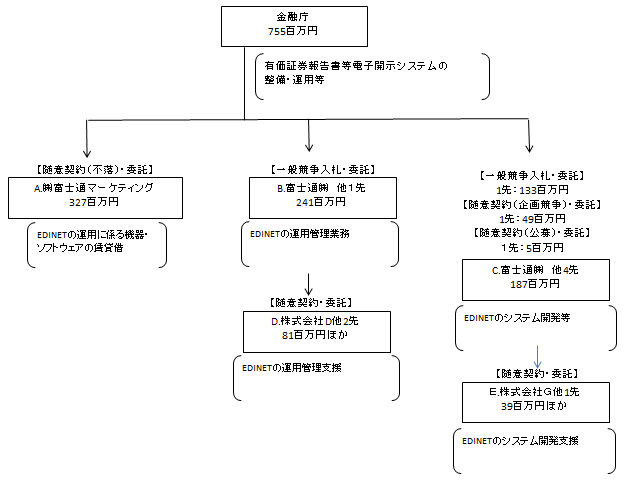 金融庁
755百万円
有価証券報告書等電子開示システムの
整備・運用等
【随意契約（不落）・委託】
A.㈱富士通マーケティング
327百万円
EDINETの運用に係る機器・
ソフトウェアの賃貸借
【一般競争入札・委託】
B.富士通㈱　他１先
241百万円
EDINETの運用管理業務
【随意契約・委託】
D.株式会社D他2先
81百万円ほか
EDINETの運用管理支援
【一般競争入札・委託】
1先：133百万円
【随意契約（企画競争）・委託】
1先：49百万円
【随意契約（公募）・委託】
１先：5百万円
C.富士通㈱　他4先
187百万円
EDINETのシステム開発等
【随意契約・委託】
Ｅ.株式会社Ｇ他1先
39百万円ほか
EDINETのシステム開発支援